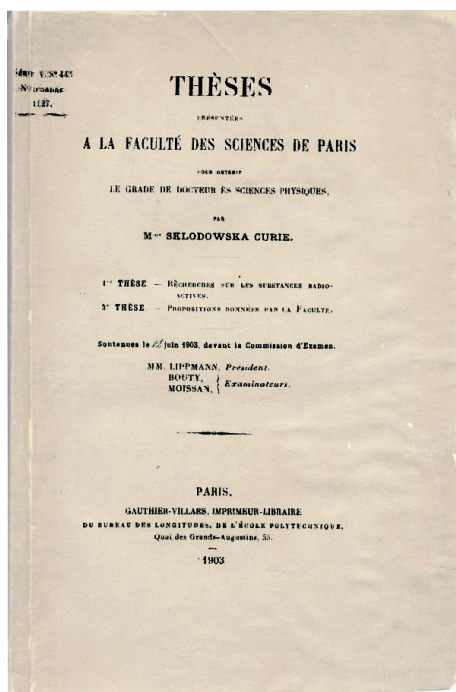 THÈSES
PRÉSENTÉES
A LA FACULTÉ DES SCIENCES DE PARIS
POUR OBTENIR
LE GRADE DE DOCTEUR ÈS SCIENCES PHYSIQUES,
PAR
Mme SKLODOWSKA CURIE.
1re THÈSE. — RECHERCHES SUR LES SUBSTANCES RADIO-
ACTIVES.
2e THÈSE. — PROPOSITIONS DONNÉES PAR LA FACULTÉ.
Soutenues le juin 1903, devant la Commission d'Examen.
MM. LIPPMANN, Président.
BOUTY,
MOISSAN, } Examinateurs.
PARIS,
GAUTHIER-VILLARS, IMPRIMEUR-LIBRAIRE
DU BUREAU DES LONGITUDES, DE L'ÉCOLE POLYTECHNIQUE,
Quai des Grands-Augustins, 55.
1903